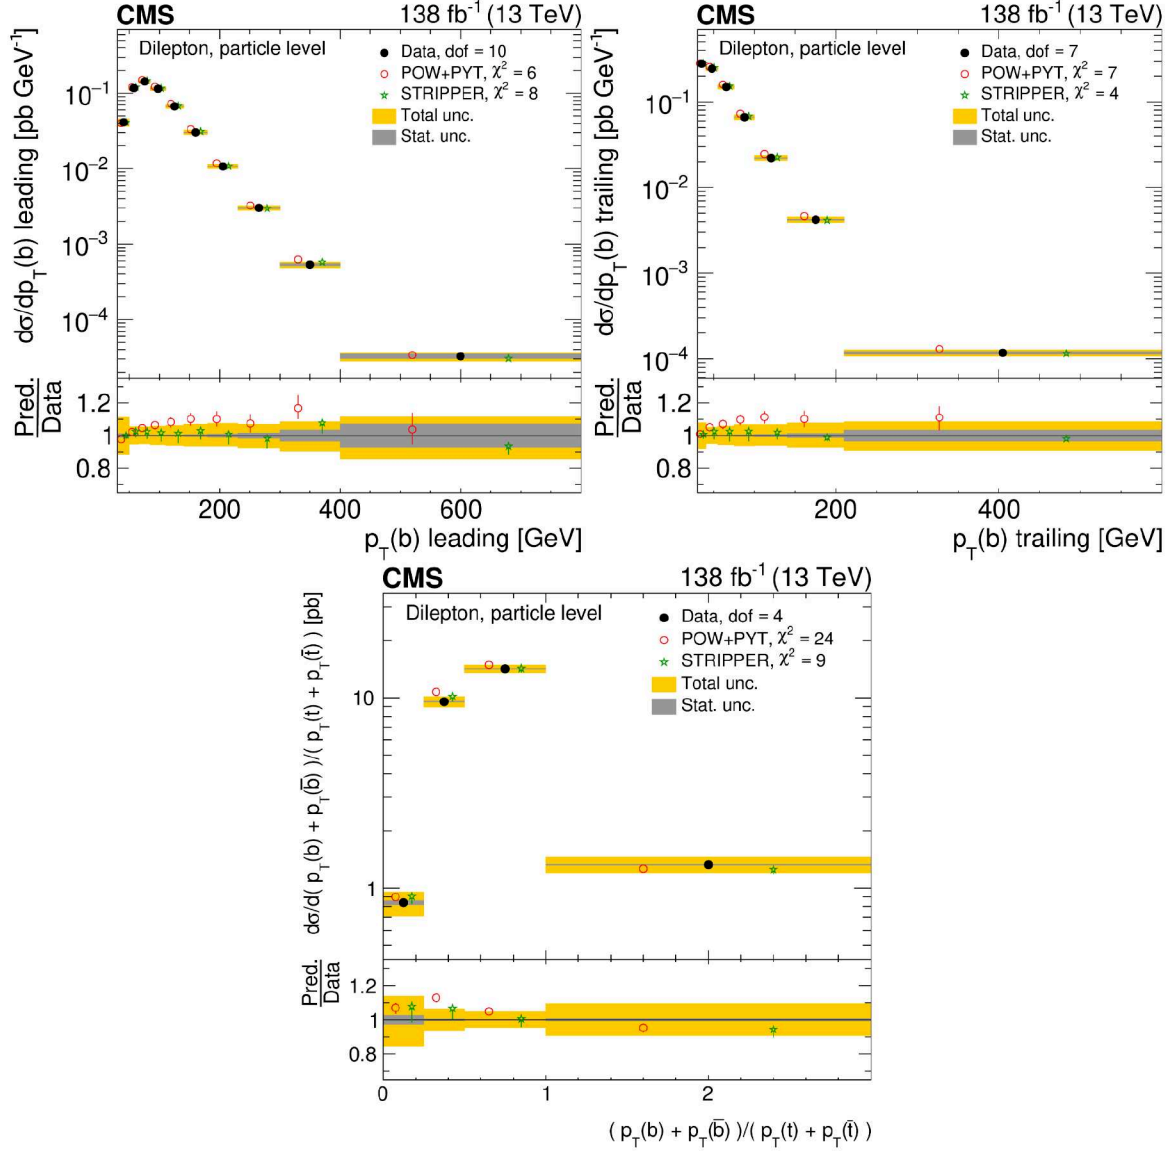 CMS 138 fb⁻¹ (13 TeV)
dσ/dp_T(b) leading [pb GeV⁻¹]
Dilepton, particle level
Data, dof = 10
POW+PYT, χ² = 6
STRIPPER, χ² = 8
Total unc.
Stat. unc.
10⁻¹
10⁻²
10⁻³
10⁻⁴
Pred.
Data
1.2
1
0.8
200 400 600
p_T(b) leading [GeV]
CMS 138 fb⁻¹ (13 TeV)
dσ/dp_T(b) trailing [pb GeV⁻¹]
Dilepton, particle level
Data, dof = 7
POW+PYT, χ² = 7
STRIPPER, χ² = 4
Total unc.
Stat. unc.
10⁻¹
10⁻²
10⁻³
10⁻⁴
Pred.
Data
1.2
1
0.8
200 400
p_T(b) trailing [GeV]
CMS 138 fb⁻¹ (13 TeV)
dσ/d( p_T(b) + p_T(b̄) )/( p_T(t) + p_T(t̄) ) [pb]
Dilepton, particle level
Data, dof = 4
POW+PYT, χ² = 24
STRIPPER, χ² = 9
Total unc.
Stat. unc.
10
1
Pred.
Data
1.2
1
0.8
0 1 2
( p_T(b) + p_T(b̄) )/( p_T(t) + p_T(t̄) )